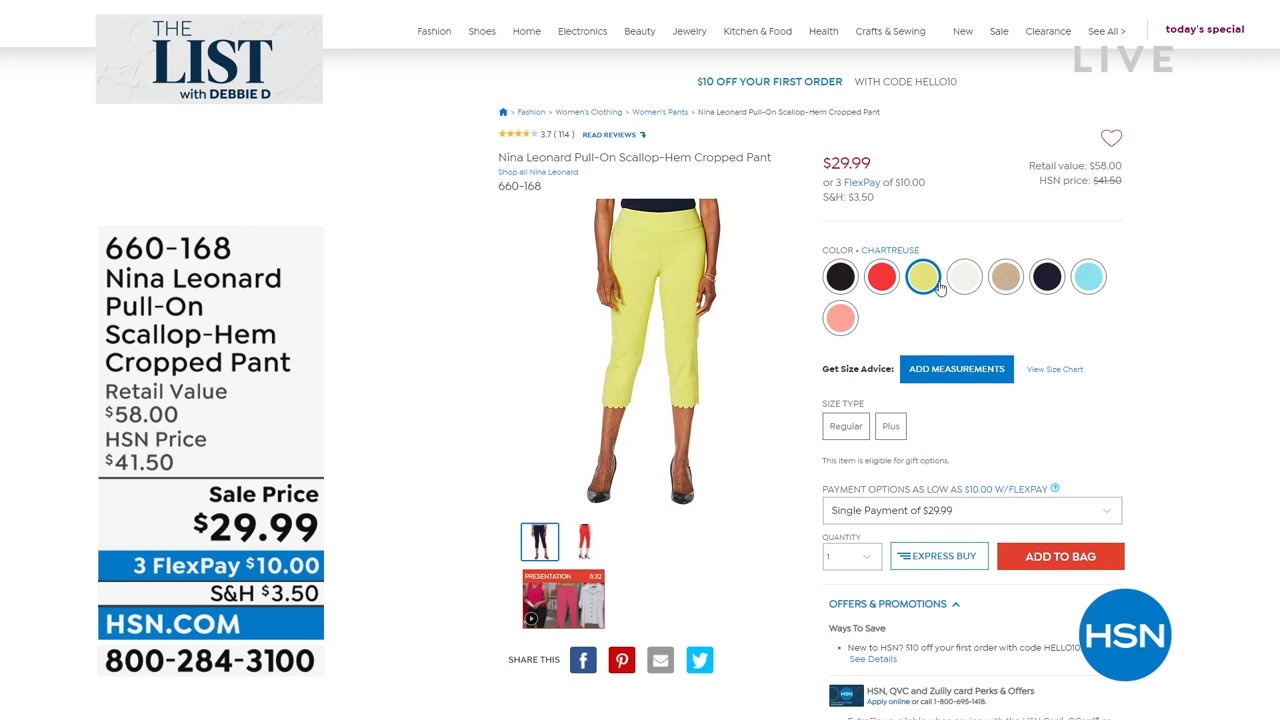 THE
LIST
with DEBBIE D
Fashion Shoes Home Electronics Beauty Jewelry Kitchen & Food Health Crafts & Sewing New Sale Clearance See All > today's special
LIVE
$10 OFF YOUR FIRST ORDER WITH CODE HELLO10
> Fashion > Women's Clothing > Women's Pants > Nina Leonard Pull-On Scallop-Hem Cropped Pant
3.7 ( 114 ) READ REVIEWS
Nina Leonard Pull-On Scallop-Hem Cropped Pant
Shop all Nina Leonard
660-168
$29.99
or 3 FlexPay of $10.00
S&H: $3.50
Retail value: $58.00
HSN price: $41.50
COLOR • CHARTREUSE
Get Size Advice: ADD MEASUREMENTS View Size Chart
SIZE TYPE
Regular Plus
This item is eligible for gift options.
PAYMENT OPTIONS AS LOW AS $10.00 W/FLEXPAY ?
Single Payment of $29.99
QUANTITY
1 EXPRESS BUY ADD TO BAG
OFFERS & PROMOTIONS
Ways To Save
• New to HSN? $10 off your first order with code HELLO10.
See Details
HSN, QVC and Zulily card Perks & Offers
Apply online or call 1-800-695-1418.
PRESENTATION 5:32
SHARE THIS
660-168
Nina Leonard
Pull-On
Scallop-Hem
Cropped Pant
Retail Value
$58.00
HSN Price
$41.50
Sale Price
$29.99
3 FlexPay $10.00
S&H $3.50
HSN.COM
800-284-3100
HSN